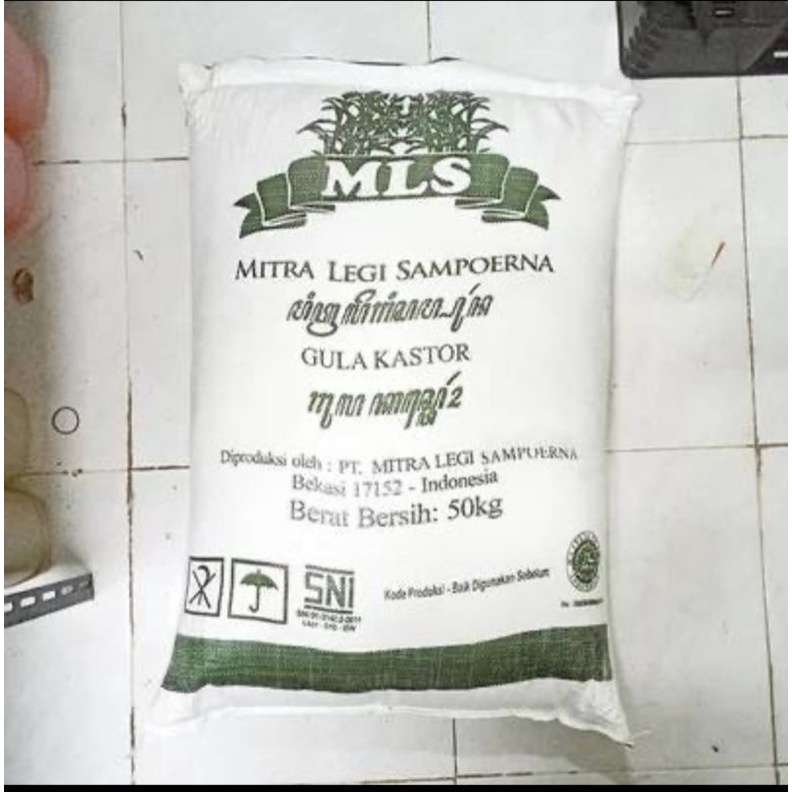 MLS
MITRA LEGI SAMPOERNA
GULA KASTOR
Diproduksi oleh : PT. MITRA LEGI SAMPOERNA
Bekasi 17152 - Indonesia
Berat Bersih: 50kg
SNI
Kode Produksi - Baik Digunakan Sebelum